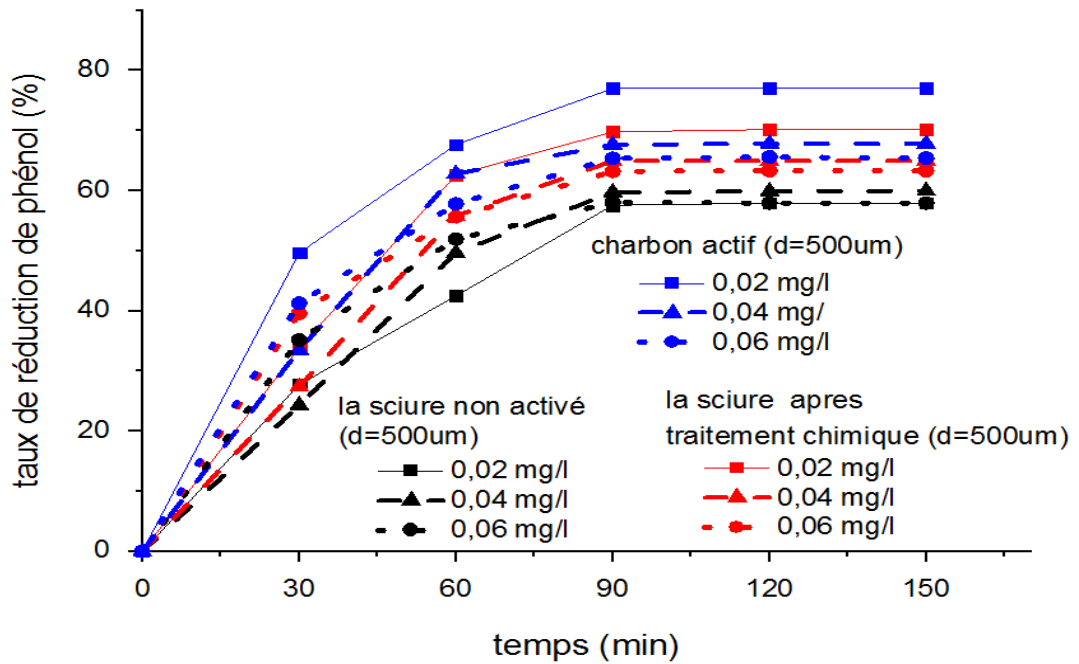 taux de réduction de phénol (%)
80
60
40
20
0
0 30 60 90 120 150
temps (min)
charbon actif (d=500um)
0,02 mg/l
0,04 mg/
0,06 mg/l
la sciure non activé
(d=500um)
0,02 mg/l
0,04 mg/l
0,06 mg/l
la sciure apres
traitement chimique (d=500um)
0,02 mg/l
0,04 mg/l
0,06 mg/l